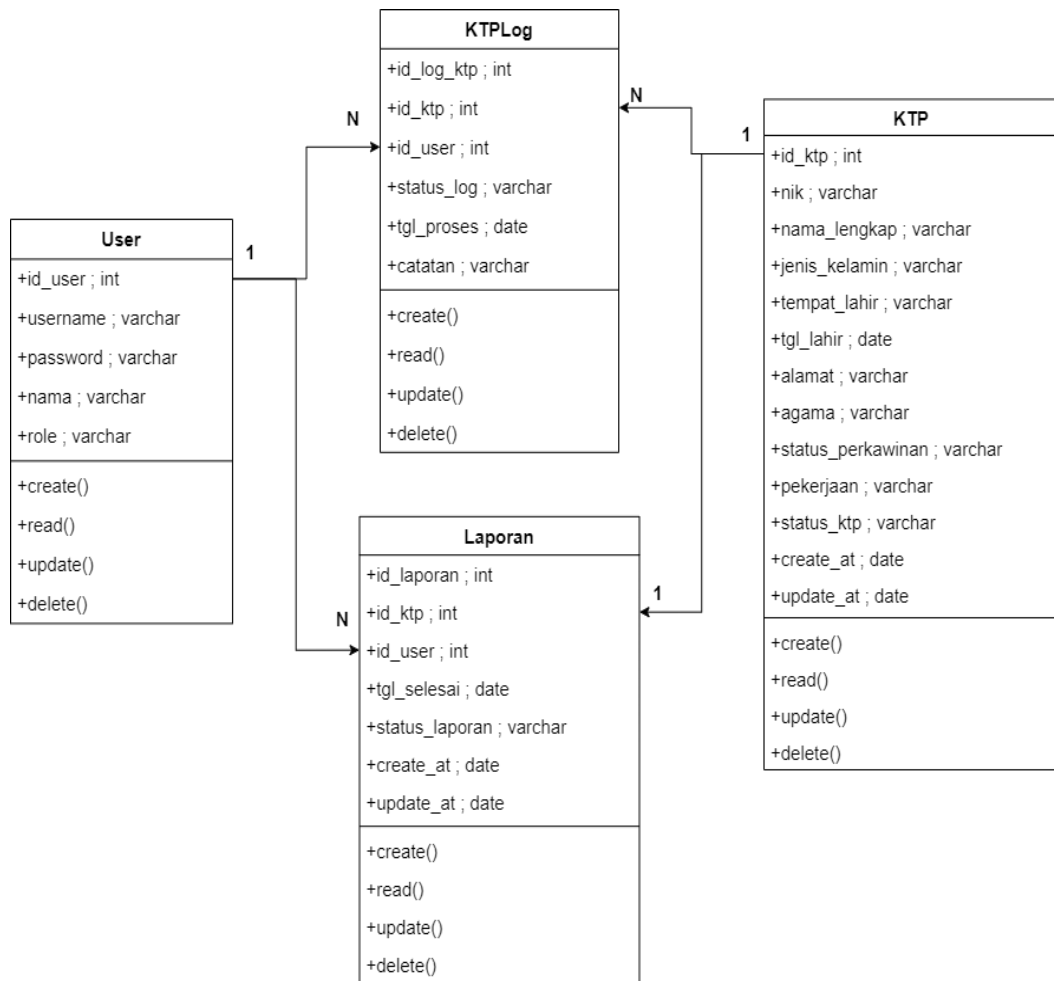 KTPLog
+id_log_ktp ; int
+id_ktp ; int
+id_user ; int
+status_log ; varchar
+tgl_proses ; date
+catatan ; varchar
+create()
+read()
+update()
+delete()
N
N
1
KTP
+id_ktp ; int
+nik ; varchar
+nama_lengkap ; varchar
+jenis_kelamin ; varchar
+tempat_lahir ; varchar
+tgl_lahir ; date
+alamat ; varchar
+agama ; varchar
+status_perkawinan ; varchar
+pekerjaan ; varchar
+status_ktp ; varchar
+create_at ; date
+update_at ; date
+create()
+read()
+update()
+delete()
User
+id_user ; int
+username ; varchar
+password ; varchar
+nama ; varchar
+role ; varchar
+create()
+read()
+update()
+delete()
1
N
1
Laporan
+id_laporan ; int
+id_ktp ; int
+id_user ; int
+tgl_selesai ; date
+status_laporan ; varchar
+create_at ; date
+update_at ; date
+create()
+read()
+update()
+delete()